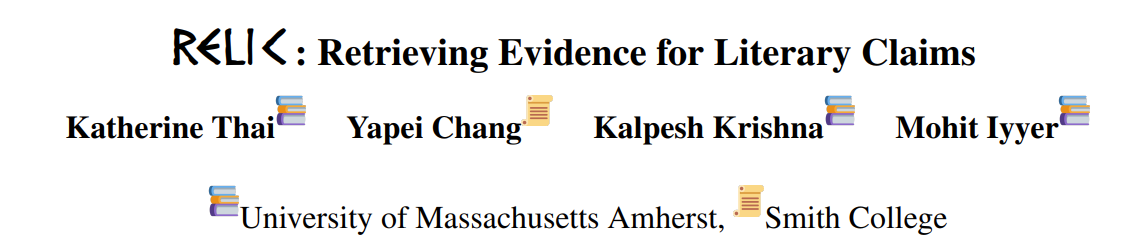 RELIC: Retrieving Evidence for Literary Claims
Katherine Thai Yapei Chang Kalpesh Krishna Mohit Iyyer
University of Massachusetts Amherst, Smith College